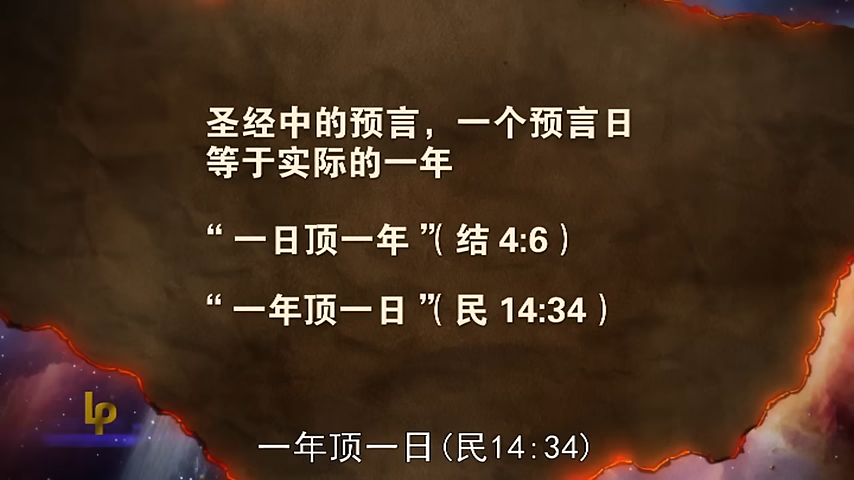 圣经中的预言，一个预言日
等于实际的一年
“一日顶一年”（结 4:6）
“一年顶一日”（民 14:34）
Lp
一年顶一日(民14:34)